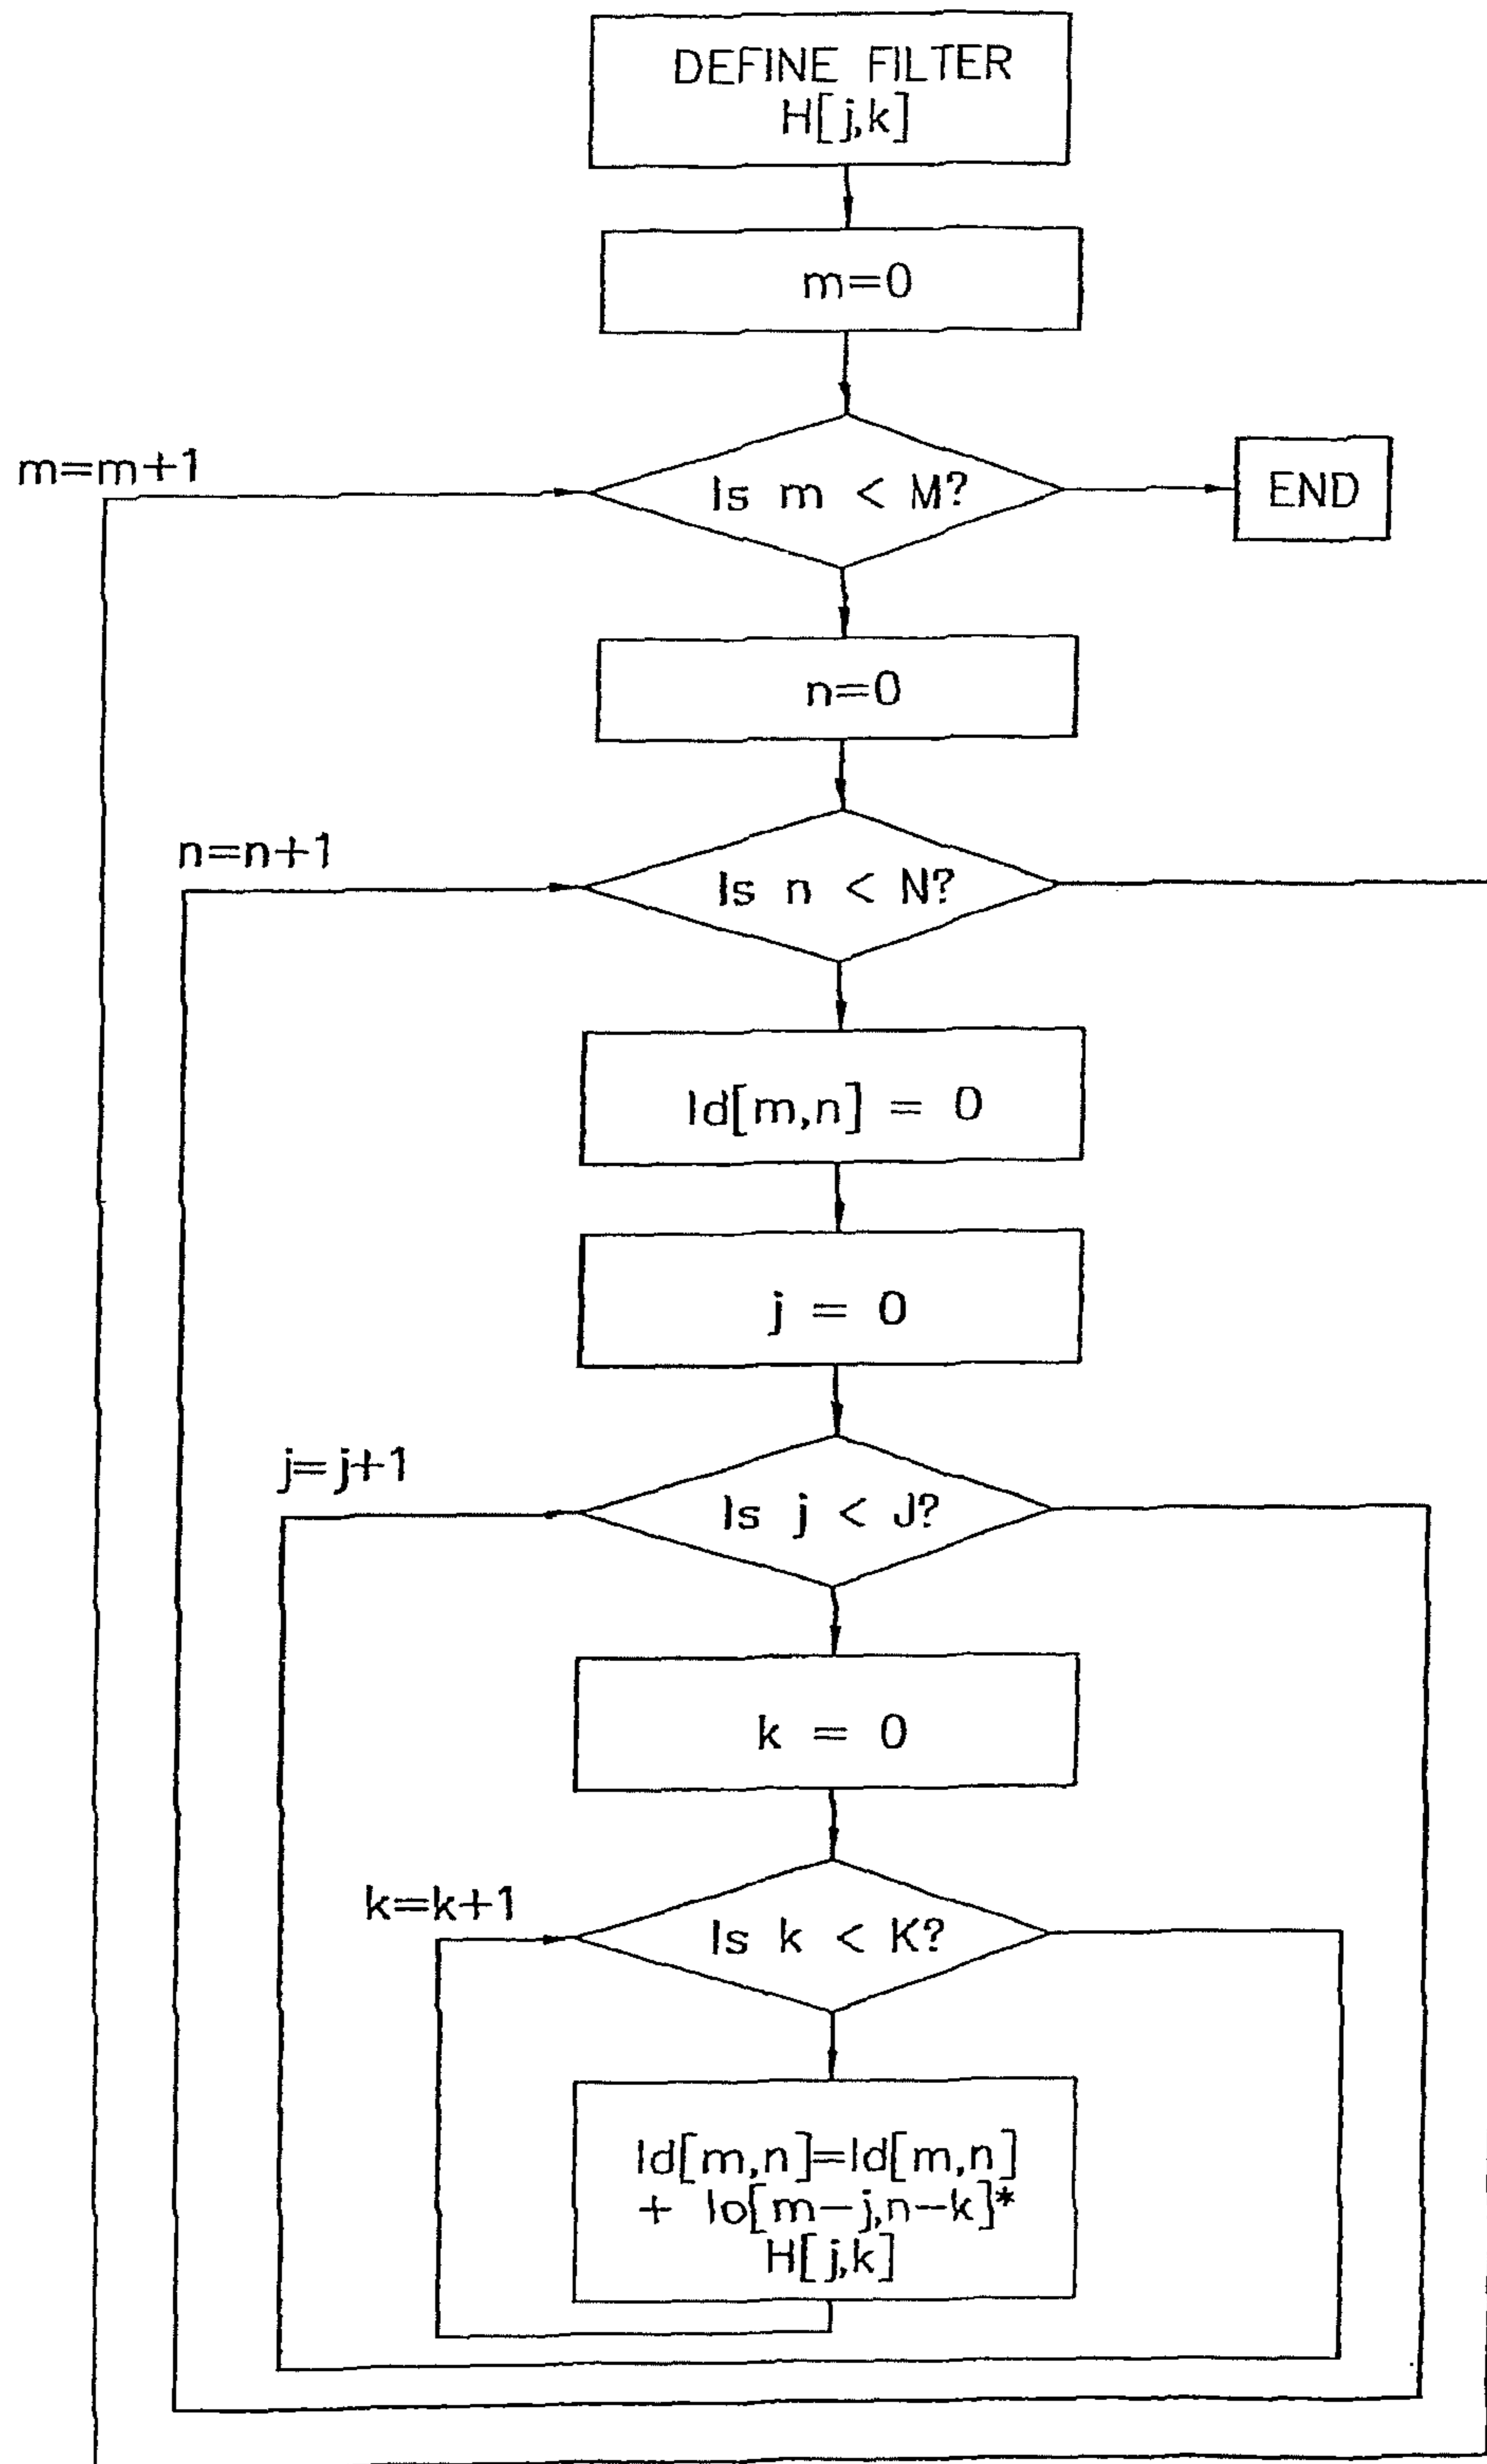 DEFINE FILTER
H[j,k]
m=0
m=m+1
Is m < M?
END
n=0
n=n+1
Is n < N?
Id[m,n] = 0
j = 0
j=j+1
Is j < J?
k = 0
k=k+1
Is k < K?
Id[m,n]=Id[m,n]
+ Io[m-j,n-k]*
H[j,k]